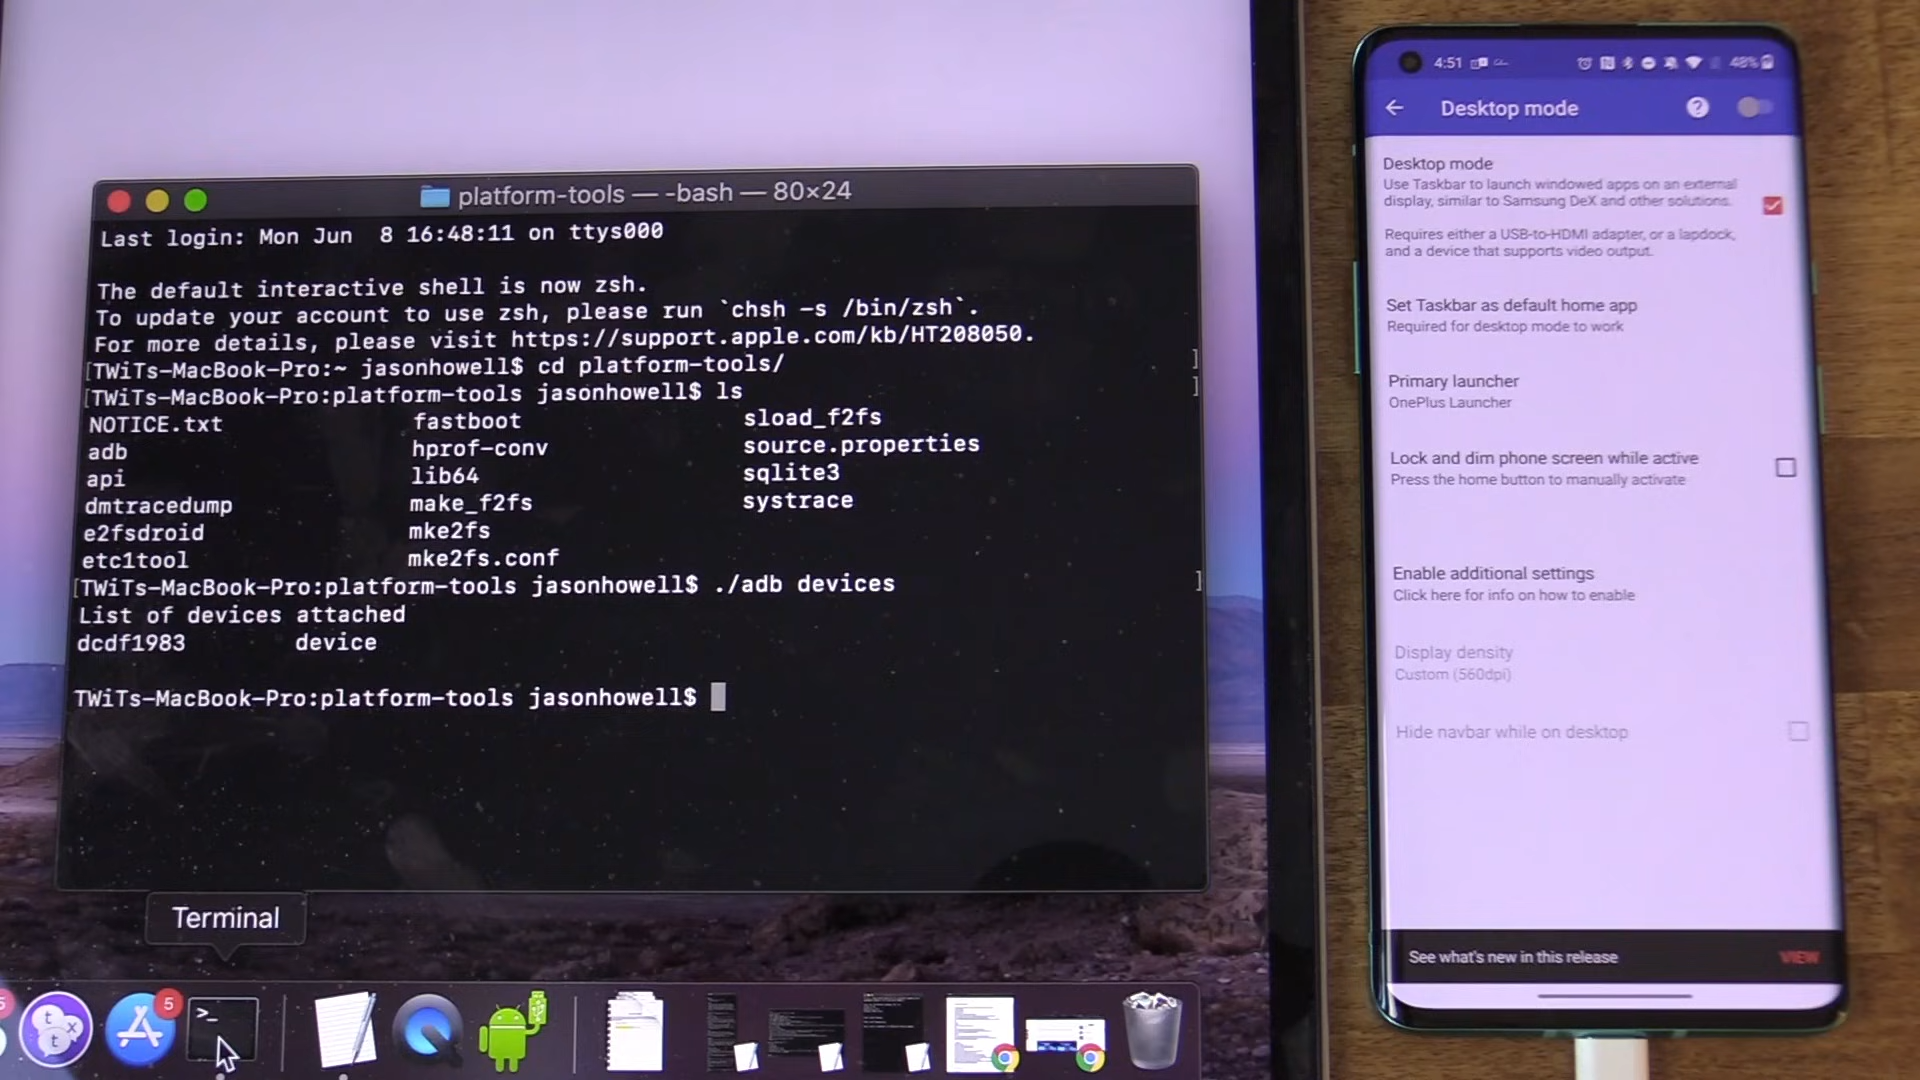 platform-tools — -bash — 80×24
Last login: Mon Jun  8 16:48:11 on ttys000
The default interactive shell is now zsh.
To update your account to use zsh, please run `chsh -s /bin/zsh`.
For more details, please visit https://support.apple.com/kb/HT208050.
[TWiTs-MacBook-Pro:~ jasonhowell$ cd platform-tools/ ]
[TWiTs-MacBook-Pro:platform-tools jasonhowell$ ls ]
NOTICE.txt fastboot sload_f2fs
adb hprof-conv source.properties
api lib64 sqlite3
dmtracedump make_f2fs systrace
e2fsdroid mke2fs
etc1tool mke2fs.conf
[TWiTs-MacBook-Pro:platform-tools jasonhowell$ ./adb devices ]
List of devices attached
dcdf1983 device
TWiTs-MacBook-Pro:platform-tools jasonhowell$
Terminal
5
5
t x t
>_
4:51 48%
Desktop mode
Desktop mode
Use Taskbar to launch windowed apps on an external
display, similar to Samsung DeX and other solutions.
Requires either a USB-to-HDMI adapter, or a lapdock,
and a device that supports video output.
Set Taskbar as default home app
Required for desktop mode to work
Primary launcher
OnePlus Launcher
Lock and dim phone screen while active
Press the home button to manually activate
Enable additional settings
Click here for info on how to enable
Display density
Custom (560dpi)
Hide navbar while on desktop
See what's new in this release VIEW